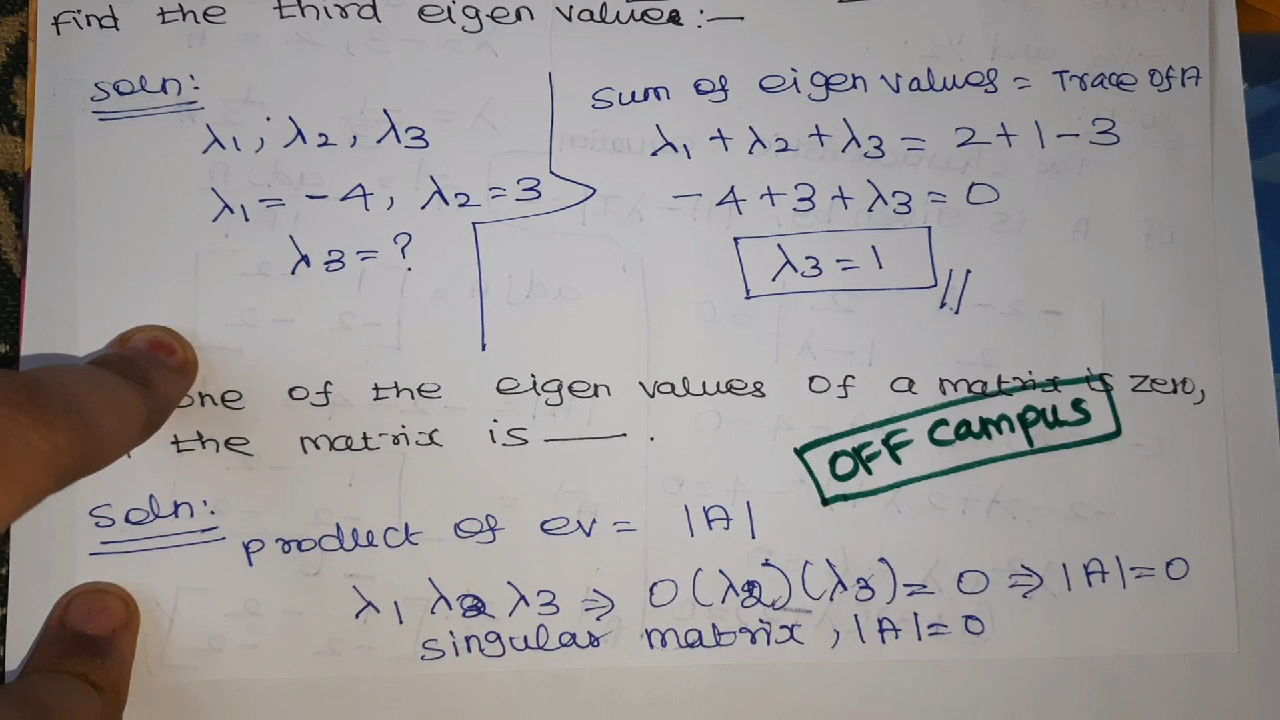 find the third eigen values :-
soln:
λ1, λ2, λ3
λ1 = - 4, λ2 = 3
λ3 = ?
sum of eigen values = Trace of A
λ1 + λ2 + λ3 = 2 + 1 - 3
- 4 + 3 + λ3 = 0
λ3 = 1 //
one of the eigen values of a matrix is zero,
the matrix is ___ .
OFF campus
soln:
product of ev = |A|
λ1 λ2 λ3 ⇒ 0(λ2)(λ3) = 0 ⇒ |A| = 0
singular matrix, |A| = 0